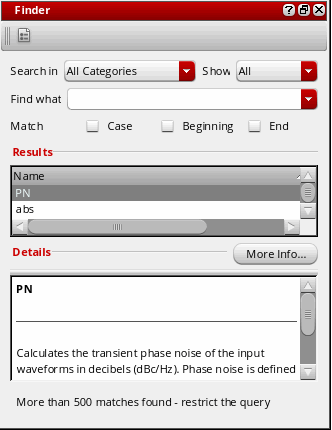 Finder
Search in All Categories Show All
Find what
Match Case Beginning End
Results
Name
PN
abs
Details More Info...
PN
Calculates the transient phase noise of the input
waveforms in decibels (dBc/Hz). Phase noise is defined
More than 500 matches found - restrict the query